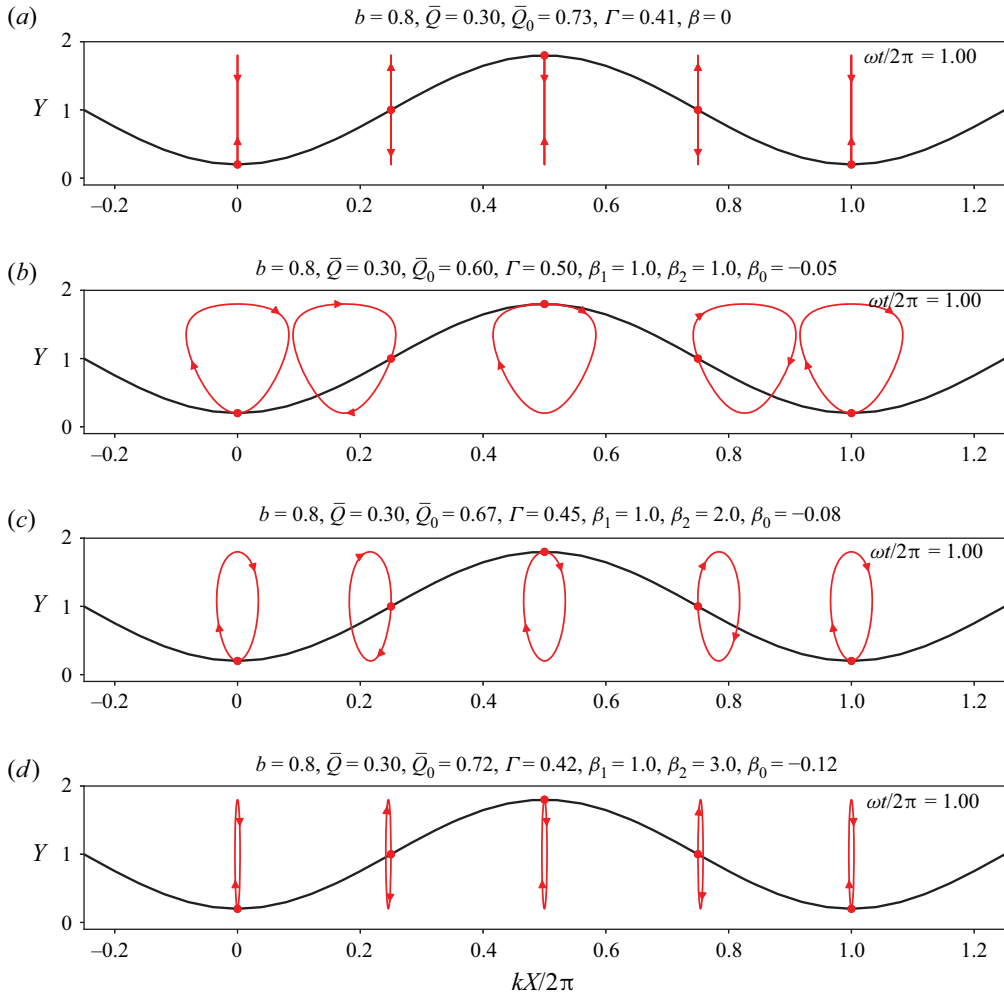 (a)
b = 0.8, Q̄ = 0.30, Q̄₀ = 0.73, Γ = 0.41, β = 0
ωt/2π = 1.00
2
Y 1
0
−0.2 0 0.2 0.4 0.6 0.8 1.0 1.2
(b)
b = 0.8, Q̄ = 0.30, Q̄₀ = 0.60, Γ = 0.50, β₁ = 1.0, β₂ = 1.0, β₀ = −0.05
ωt/2π = 1.00
2
Y 1
0
−0.2 0 0.2 0.4 0.6 0.8 1.0 1.2
(c)
b = 0.8, Q̄ = 0.30, Q̄₀ = 0.67, Γ = 0.45, β₁ = 1.0, β₂ = 2.0, β₀ = −0.08
ωt/2π = 1.00
2
Y 1
0
−0.2 0 0.2 0.4 0.6 0.8 1.0 1.2
(d)
b = 0.8, Q̄ = 0.30, Q̄₀ = 0.72, Γ = 0.42, β₁ = 1.0, β₂ = 3.0, β₀ = −0.12
ωt/2π = 1.00
2
Y 1
0
−0.2 0 0.2 0.4 0.6 0.8 1.0 1.2
kX/2π